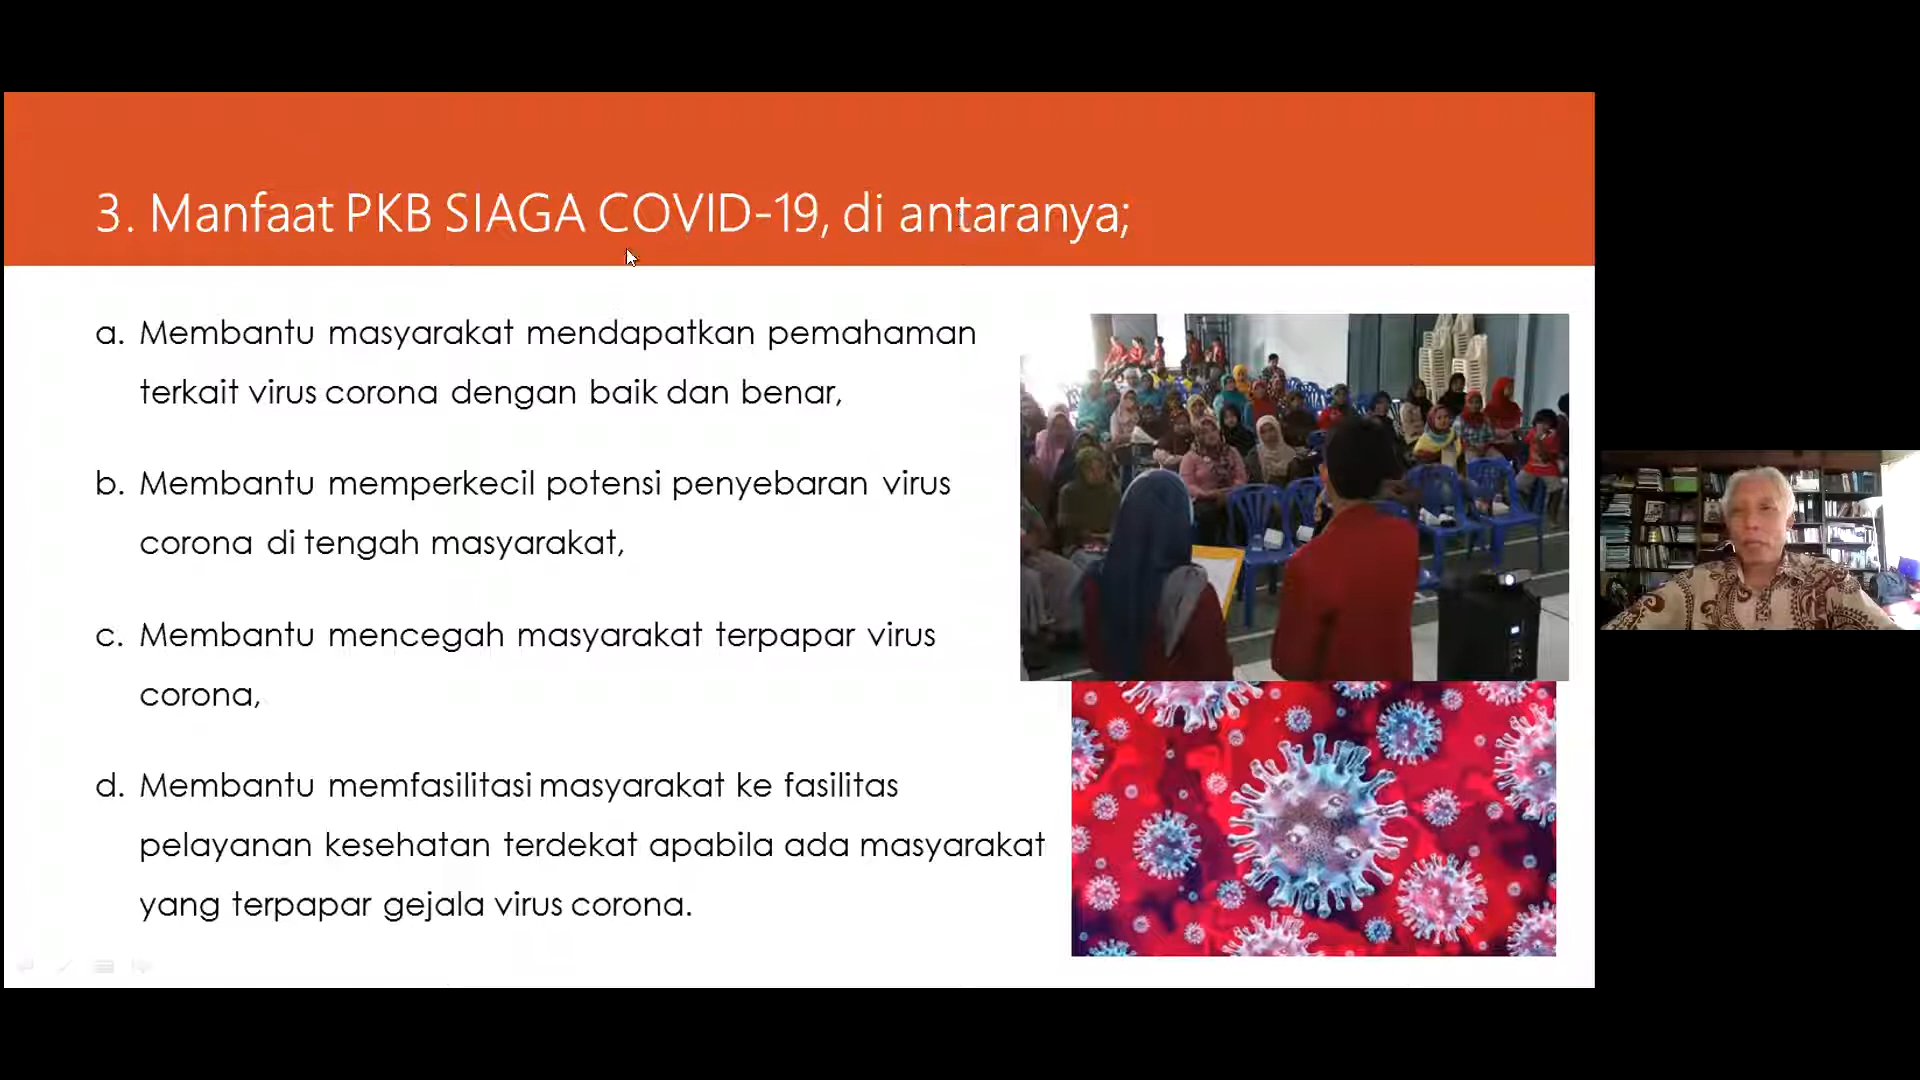 3. Manfaat PKB SIAGA COVID-19, di antaranya;
a. Membantu masyarakat mendapatkan pemahaman
terkait virus corona dengan baik dan benar,
b. Membantu memperkecil potensi penyebaran virus
corona di tengah masyarakat,
c. Membantu mencegah masyarakat terpapar virus
corona,
d. Membantu memfasilitasi masyarakat ke fasilitas
pelayanan kesehatan terdekat apabila ada masyarakat
yang terpapar gejala virus corona.